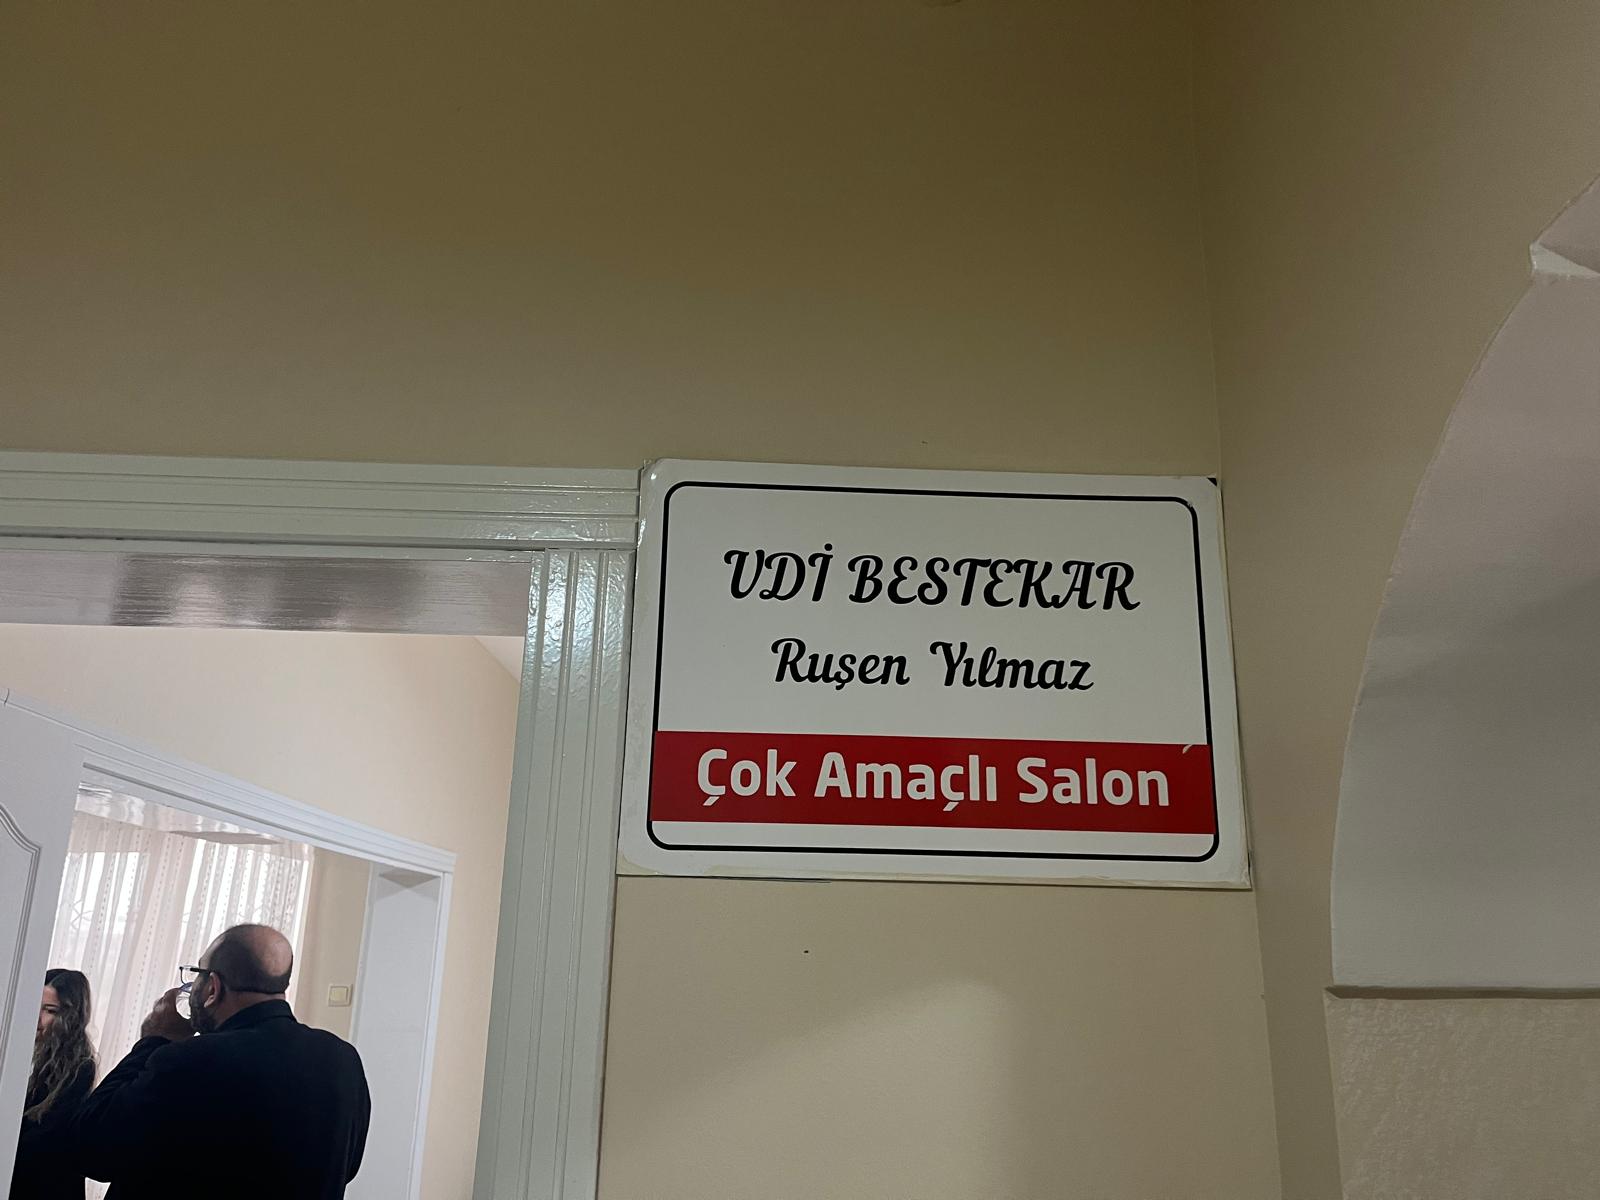 UDİ BESTEKAR
Ruşen Yılmaz
Çok Amaçlı Salon